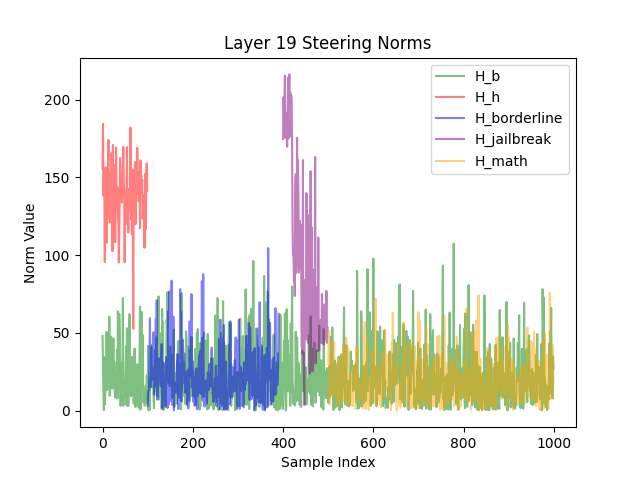 Layer 19 Steering Norms
H_b
H_h
H_borderline
H_jailbreak
H_math
Norm Value
200
150
100
50
0
0 200 400 600 800 1000
Sample Index